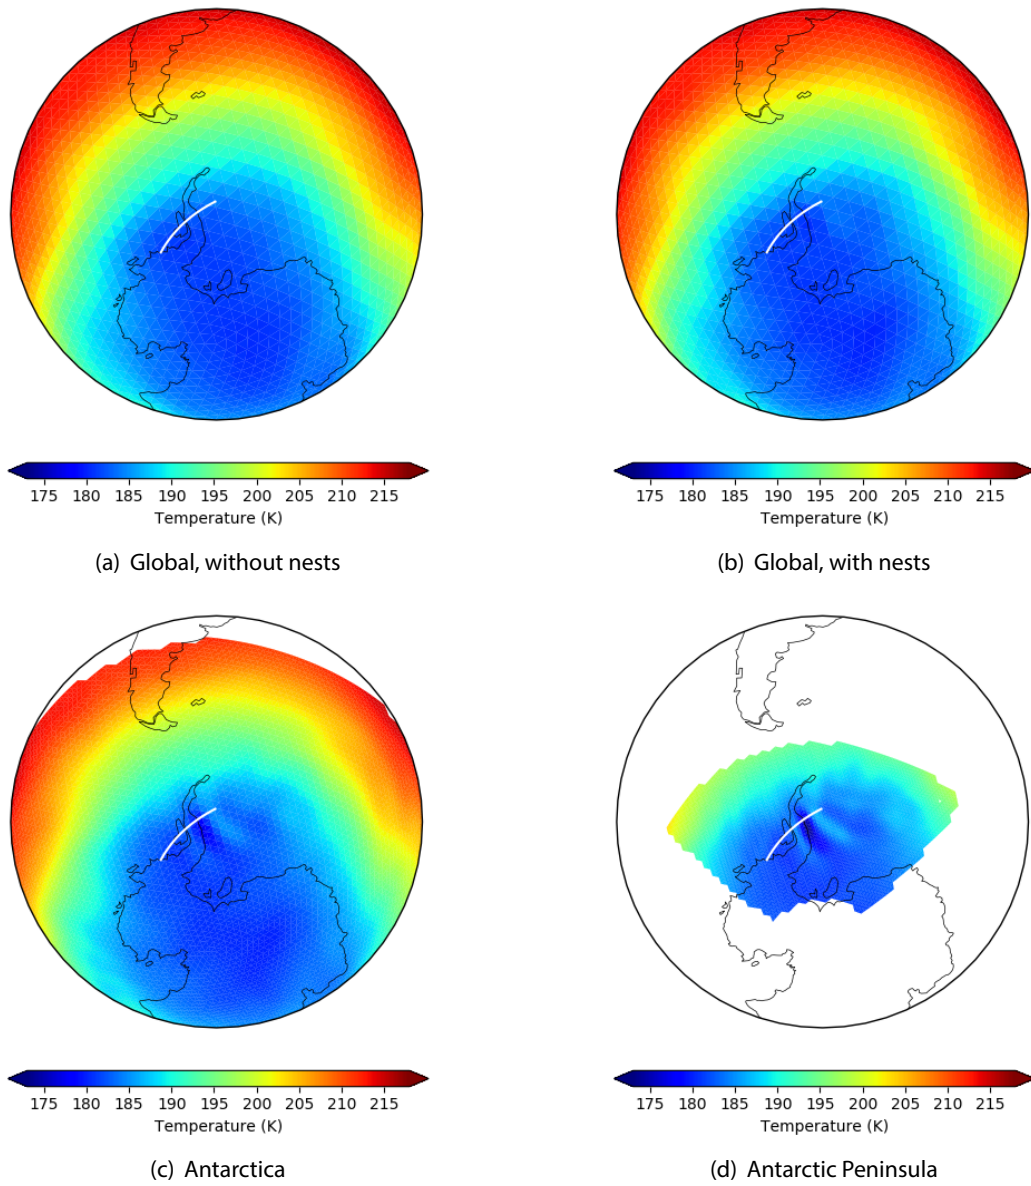 175 180 185 190 195 200 205 210 215
Temperature (K)
(a) Global, without nests
175 180 185 190 195 200 205 210 215
Temperature (K)
(b) Global, with nests
175 180 185 190 195 200 205 210 215
Temperature (K)
(c) Antarctica
175 180 185 190 195 200 205 210 215
Temperature (K)
(d) Antarctic Peninsula